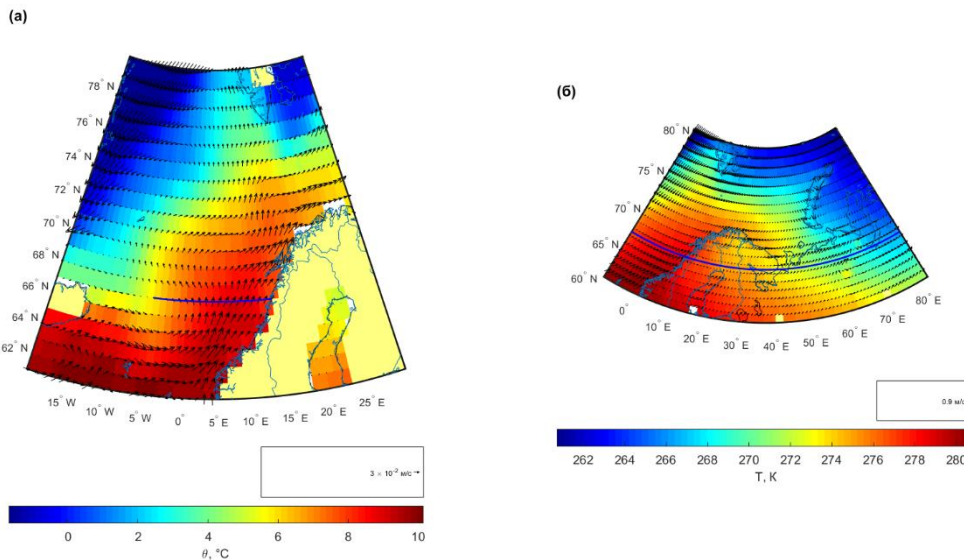 (а)
78° N
76° N
74° N
72° N
70° N
68° N
66° N
64° N
62° N
15° W
10° W
5° W
0°
5° E
10° E
15° E
20° E
25° E
3 × 10⁻² м/с
0 2 4 6 8 10
θ, °C
(б)
80° N
75° N
70° N
65° N
60° N
0°
10° E
20° E
30° E
40° E
50° E
60° E
70° E
80° E
0.9 м/с
262 264 266 268 270 272 274 276 278 280
Т, К